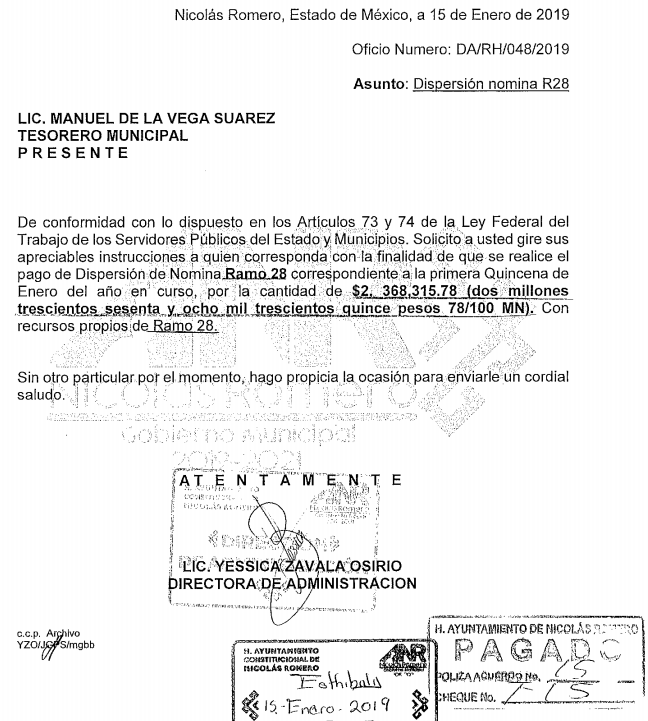 Nicolás Romero, Estado de México, a 15 de Enero de 2019
Oficio Numero: DA/RH/048/2019
Asunto: Dispersión nomina R28
LIC. MANUEL DE LA VEGA SUAREZ
TESORERO MUNICIPAL
P R E S E N T E
De conformidad con lo dispuesto en los Articulos 73 y 74 de la Ley Federal del
Trabajo de los Servidores Públicos del Estado y Municipios. Solicito a usted gire sus
apreciables instrucciones a quien corresponda con la finalidad de que se realice el
pago de Dispersión de Nomina Ramo 28 correspondiente a la primera Quincena de
Enero del año en curso, por la cantidad de $2, 368,315.78 (dos millones
trescientos sesenta y ocho mil trescientos quince pesos 78/100 MN). Con
recursos propios de Ramo 28.
Sin otro particular por el momento, hago propicia la ocasión para enviarle un cordial
saludo.
Nicolás Romero
Gobierno Municipal
2019-2021
A T E N T A M E N T E
LIC. YESSICA ZAVALA OSIRIO
DIRECTORA DE ADMINISTRACION
c.c.p. Archivo
H. AYUNTAMIENTO
CONSTITUCIONAL DE
NICOLÁS ROMERO
15-Enero-2019
H. AYUNTAMIENTO DE NICOLÁS ROMERO
PAGADO
POLIZA ACUERDO No. 15
CHEQUE No.